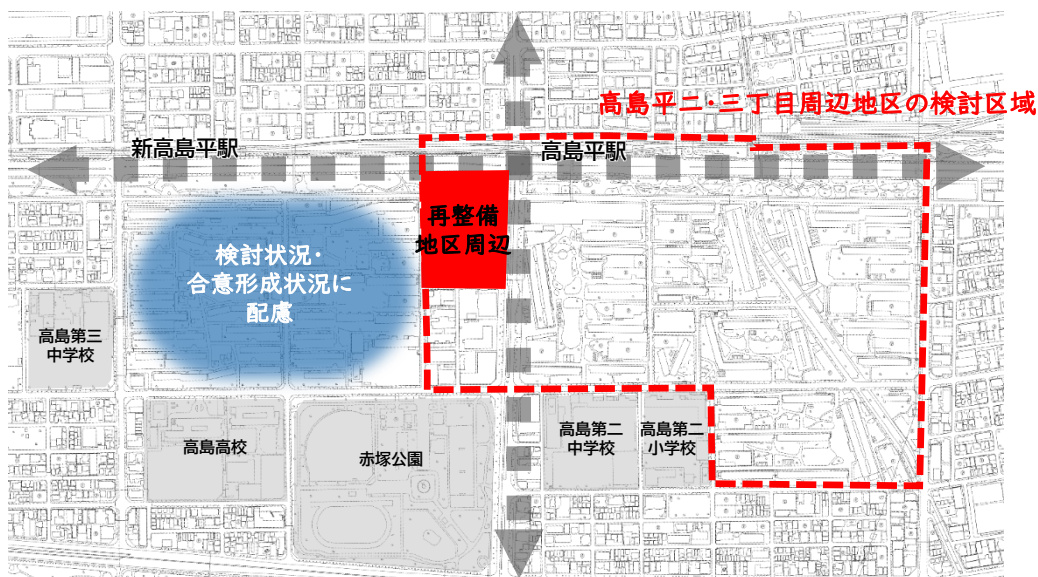 高島平二・三丁目周辺地区の検討区域
新高島平駅
高島平駅
再整備
地区周辺
検討状況・
合意形成状況に
配慮
高島第三
中学校
高島高校
赤塚公園
高島第二
中学校
高島第二
小学校